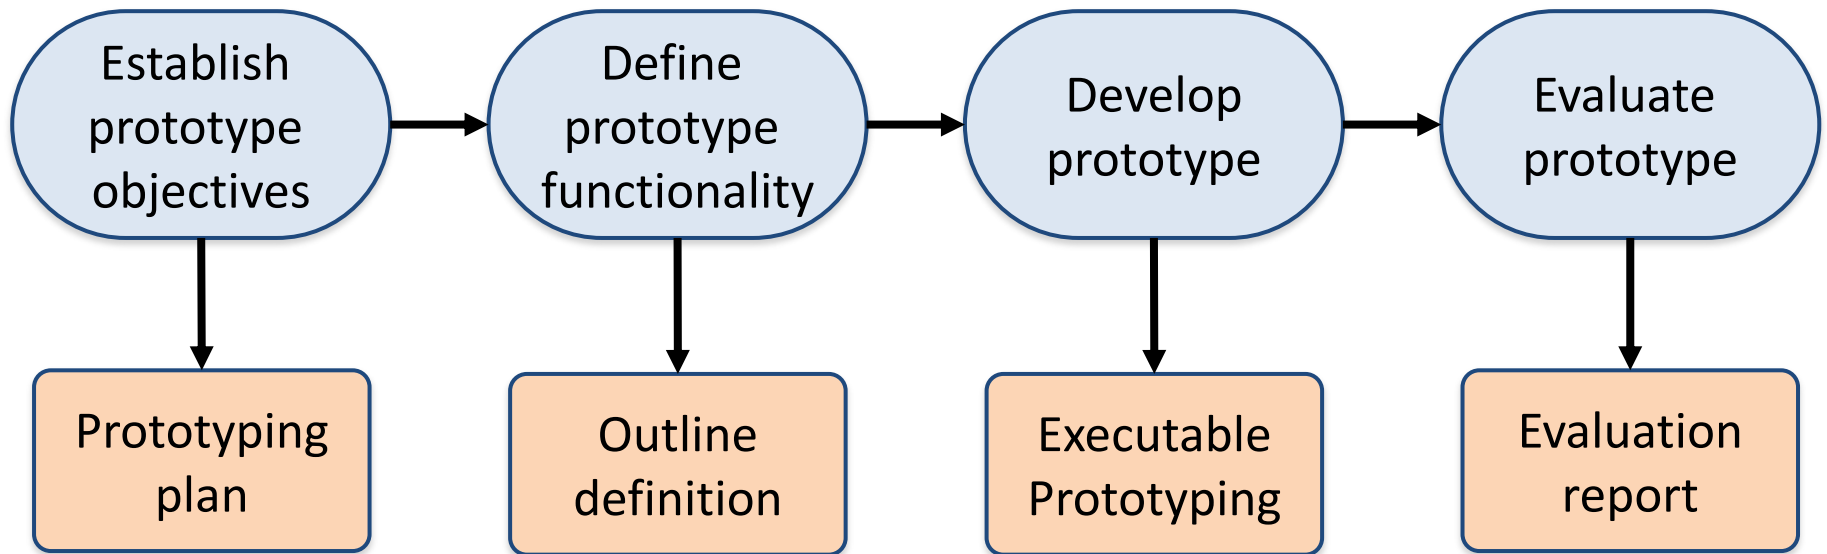 Establish
prototype
objectives
Define
prototype
functionality
Develop
prototype
Evaluate
prototype
Prototyping
plan
Outline
definition
Executable
Prototyping
Evaluation
report